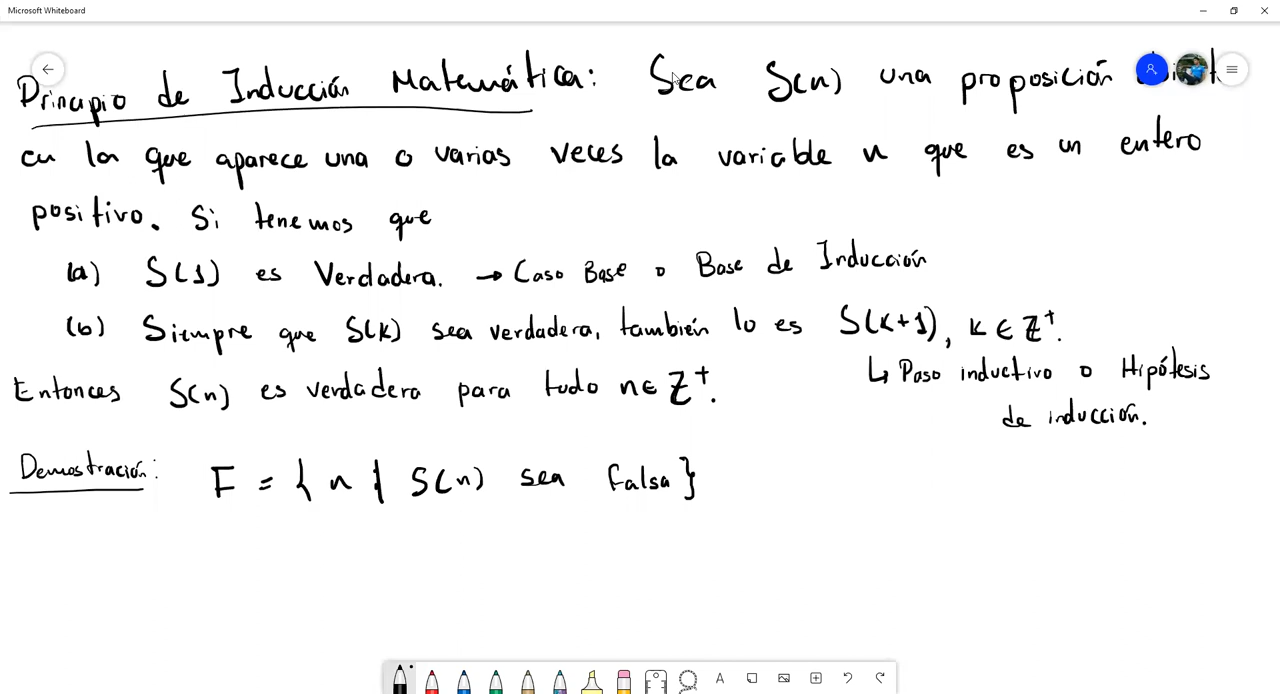 Microsoft Whiteboard
Principio de Inducción Matemática: Sea S(n) una proposición
en la que aparece una o varias veces la variable n que es un entero
positivo. Si tenemos que
(a) S(1) es Verdadera. → Caso Base o Base de Inducción
(b) Siempre que S(k) sea verdadera, también lo es S(k+1), k ∈ Z⁺.
↳ Paso inductivo o Hipótesis
de inducción.
Entonces S(n) es verdadera para todo n ∈ Z⁺.
Demostración: F = { n | S(n) sea falsa}